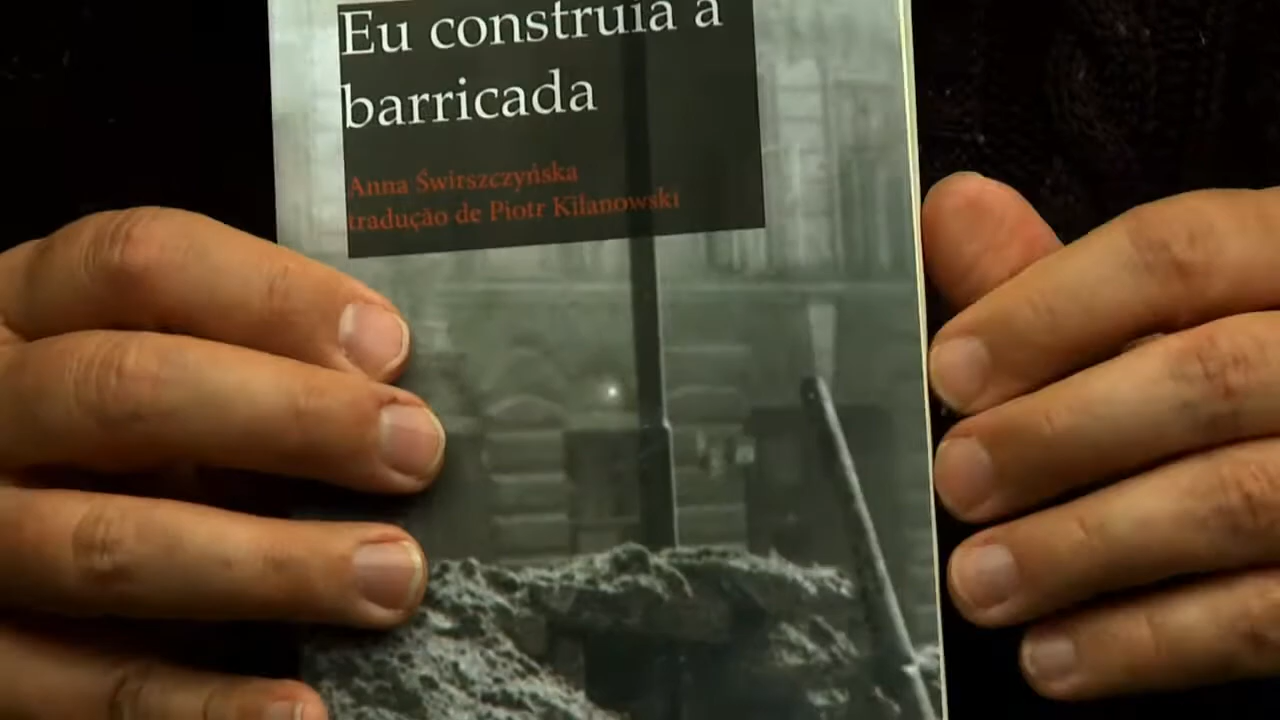 Eu construía a
barricada
Anna Świrszczyńska
tradução de Piotr Kilanowski